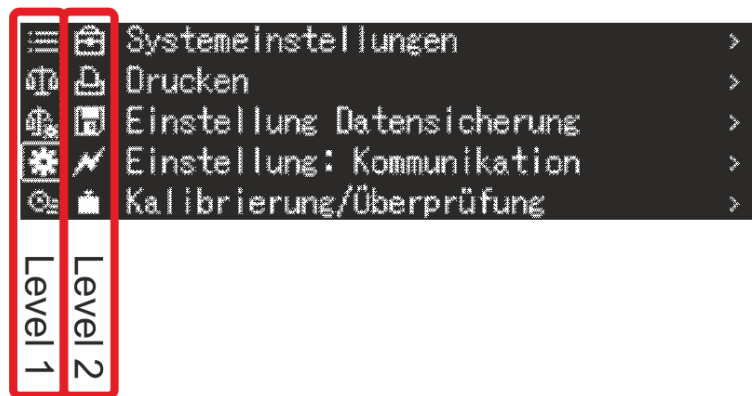 Systemeinstellungen >
Drucken >
Einstellung Datensicherung >
Einstellung: Kommunikation >
Kalibrierung/Überprüfung >
Level 1
Level 2